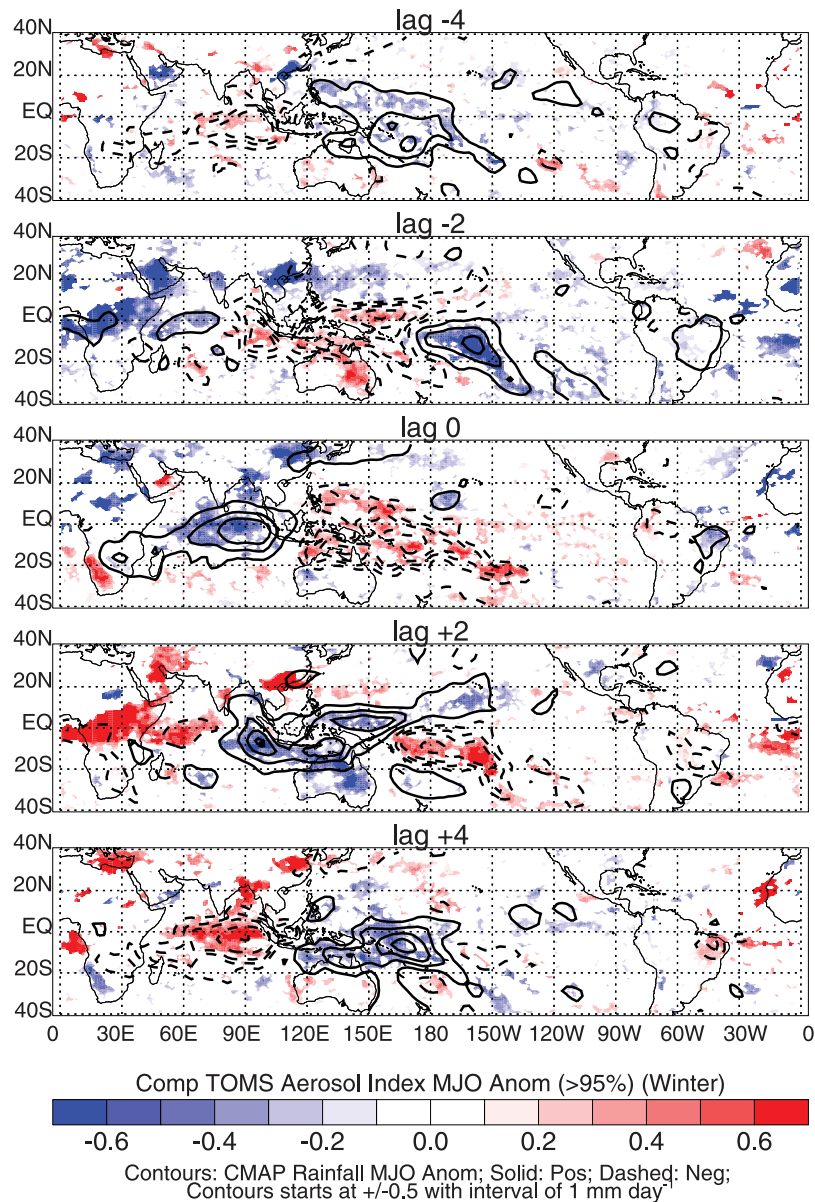 lag -4
40N
20N
EQ
20S
40S
lag -2
40N
20N
EQ
20S
40S
lag 0
40N
20N
EQ
20S
40S
lag +2
40N
20N
EQ
20S
40S
lag +4
40N
20N
EQ
20S
40S
0 30E 60E 90E 120E 150E 180 150W 120W 90W 60W 30W 0
Comp TOMS Aerosol Index MJO Anom (>95%) (Winter)
-0.6 -0.4 -0.2 0.0 0.2 0.4 0.6
Contours: CMAP Rainfall MJO Anom; Solid: Pos; Dashed: Neg;
Contours starts at +/-0.5 with interval of 1 mm day⁻¹